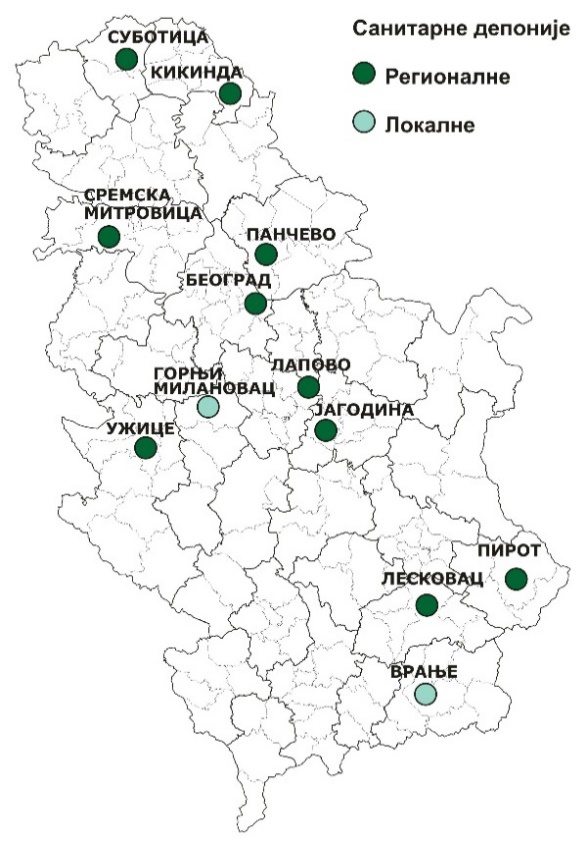 СУБОТИЦА
КИКИНДА
Санитарне депоније
Регионалне
Локалне
СРЕМСКА
МИТРОВИЦА
ПАНЧЕВО
БЕОГРАД
ЛАПОВО
ГОРЊИ
МИЛАНОВАЦ
ЈАГОДИНА
УЖИЦЕ
ПИРОТ
ЛЕСКОВАЦ
ВРАЊЕ